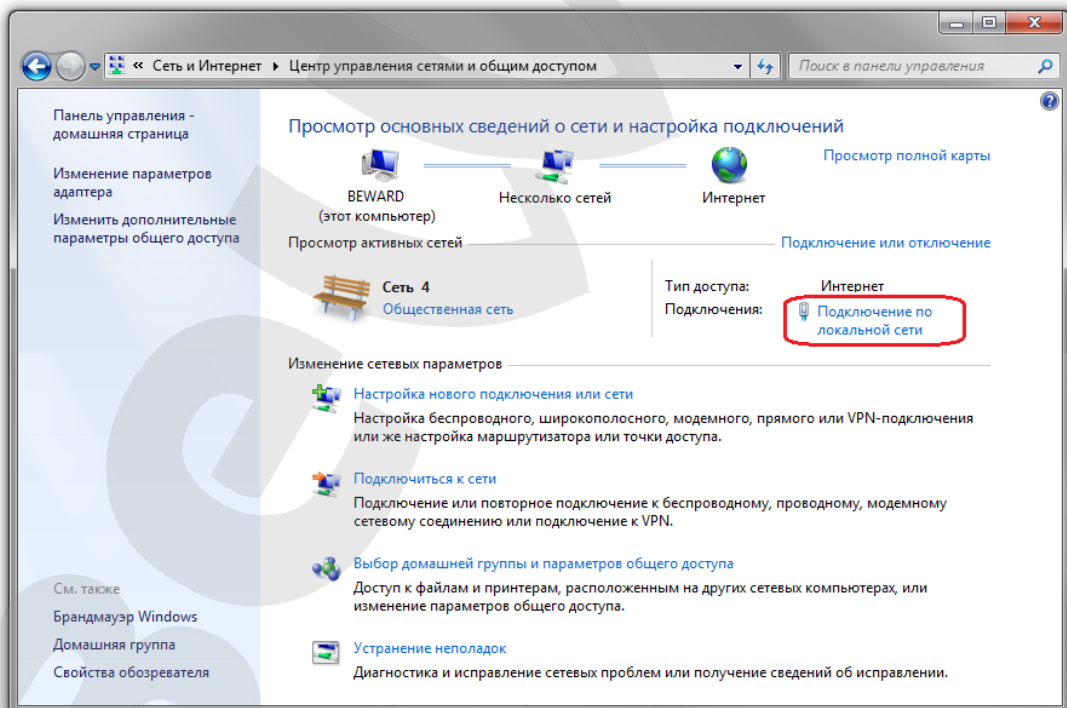 « Сеть и Интернет ▸ Центр управления сетями и общим доступом
Поиск в панели управления
Панель управления -
домашняя страница
Изменение параметров
адаптера
Изменить дополнительные
параметры общего доступа
См. также
Брандмауэр Windows
Домашняя группа
Свойства обозревателя
Просмотр основных сведений о сети и настройка подключений
BEWARD
(этот компьютер)
Несколько сетей
Интернет
Просмотр полной карты
Просмотр активных сетей
Подключение или отключение
Сеть 4
Общественная сеть
Тип доступа: Интернет
Подключения: Подключение по
локальной сети
Изменение сетевых параметров
Настройка нового подключения или сети
Настройка беспроводного, широкополосного, модемного, прямого или VPN-подключения
или же настройка маршрутизатора или точки доступа.
Подключиться к сети
Подключение или повторное подключение к беспроводному, проводному, модемному
сетевому соединению или подключение к VPN.
Выбор домашней группы и параметров общего доступа
Доступ к файлам и принтерам, расположенным на других сетевых компьютерах, или
изменение параметров общего доступа.
Устранение неполадок
Диагностика и исправление сетевых проблем или получение сведений об исправлении.